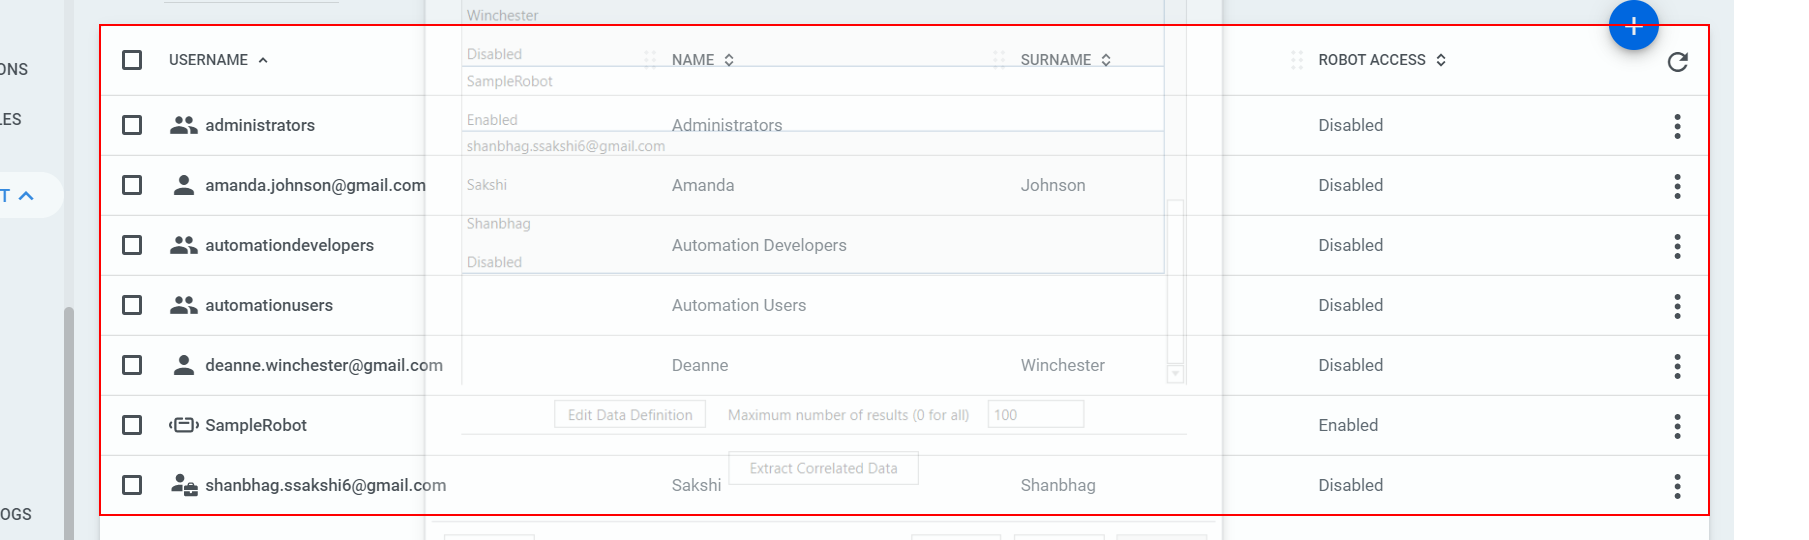 Winchester
ONS
USERNAME
Disabled
NAME
SURNAME
ROBOT ACCESS
SampleRobot
LES
administrators
Enabled
Administrators
Disabled
shanbhag.ssakshi6@gmail.com
T
amanda.johnson@gmail.com
Sakshi
Amanda
Johnson
Disabled
Shanbhag
automationdevelopers
Automation Developers
Disabled
Disabled
automationusers
Automation Users
Disabled
deanne.winchester@gmail.com
Deanne
Winchester
Disabled
Edit Data Definition
Maximum number of results (0 for all)
100
SampleRobot
Enabled
Extract Correlated Data
shanbhag.ssakshi6@gmail.com
Sakshi
Shanbhag
Disabled
OGS